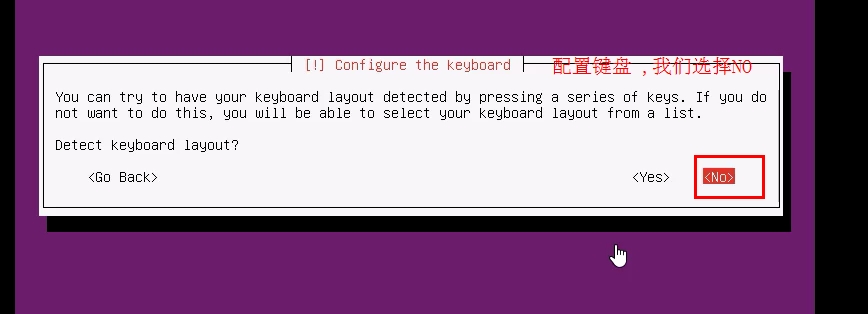 [!] Configure the keyboard
配置键盘 ,我们选择NO
You can try to have your keyboard layout detected by pressing a series of keys. If you do
not want to do this, you will be able to select your keyboard layout from a list.
Detect keyboard layout?
<Go Back> <Yes> <No>